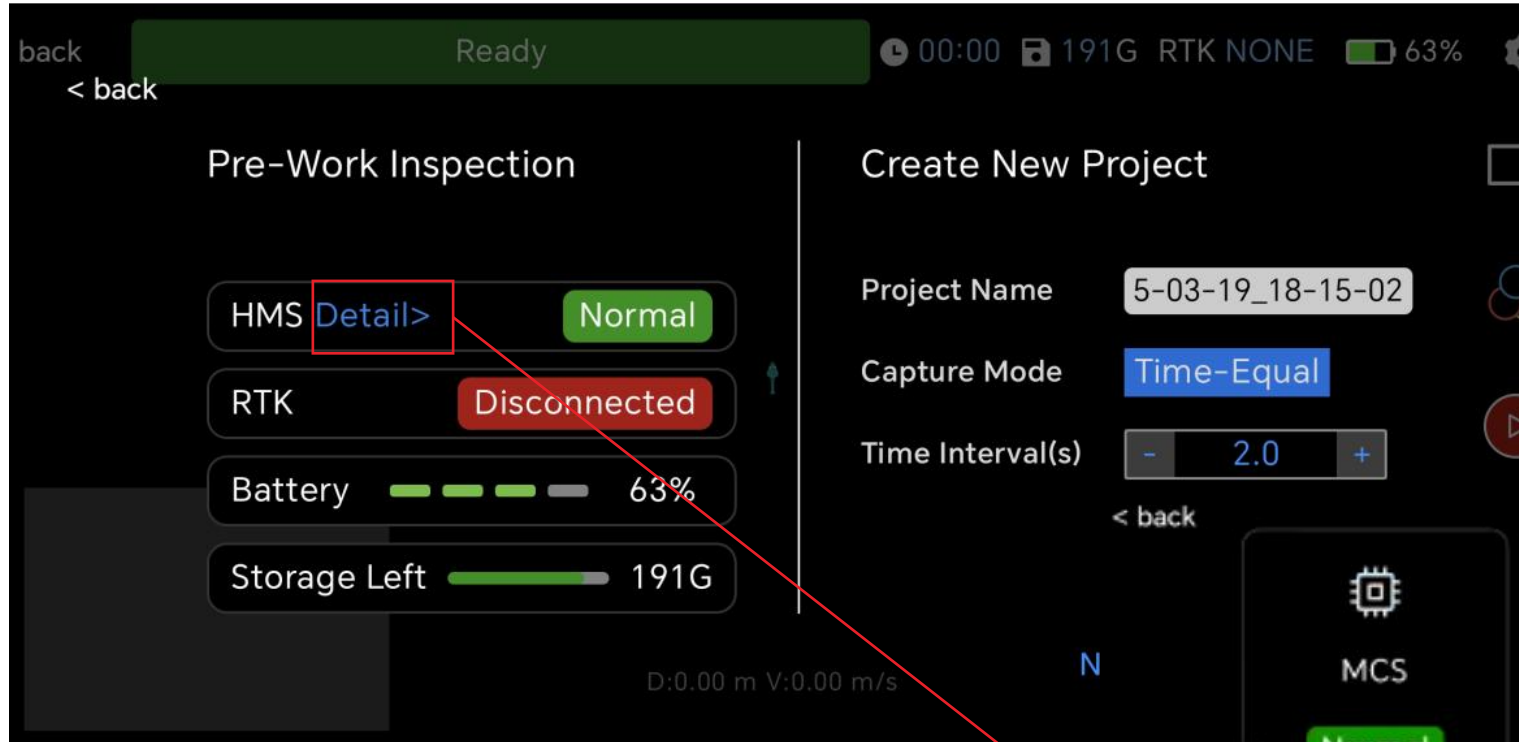 back
Ready
00:00 191G RTK NONE 63%
< back
Pre-Work Inspection
HMS Detail> Normal
RTK Disconnected
Battery 63%
Storage Left 191G
Create New Project
Project Name 5-03-19_18-15-02
Capture Mode Time-Equal
Time Interval(s) - 2.0 +
< back
MCS
N
D:0.00 m V:0.00 m/s
Normal